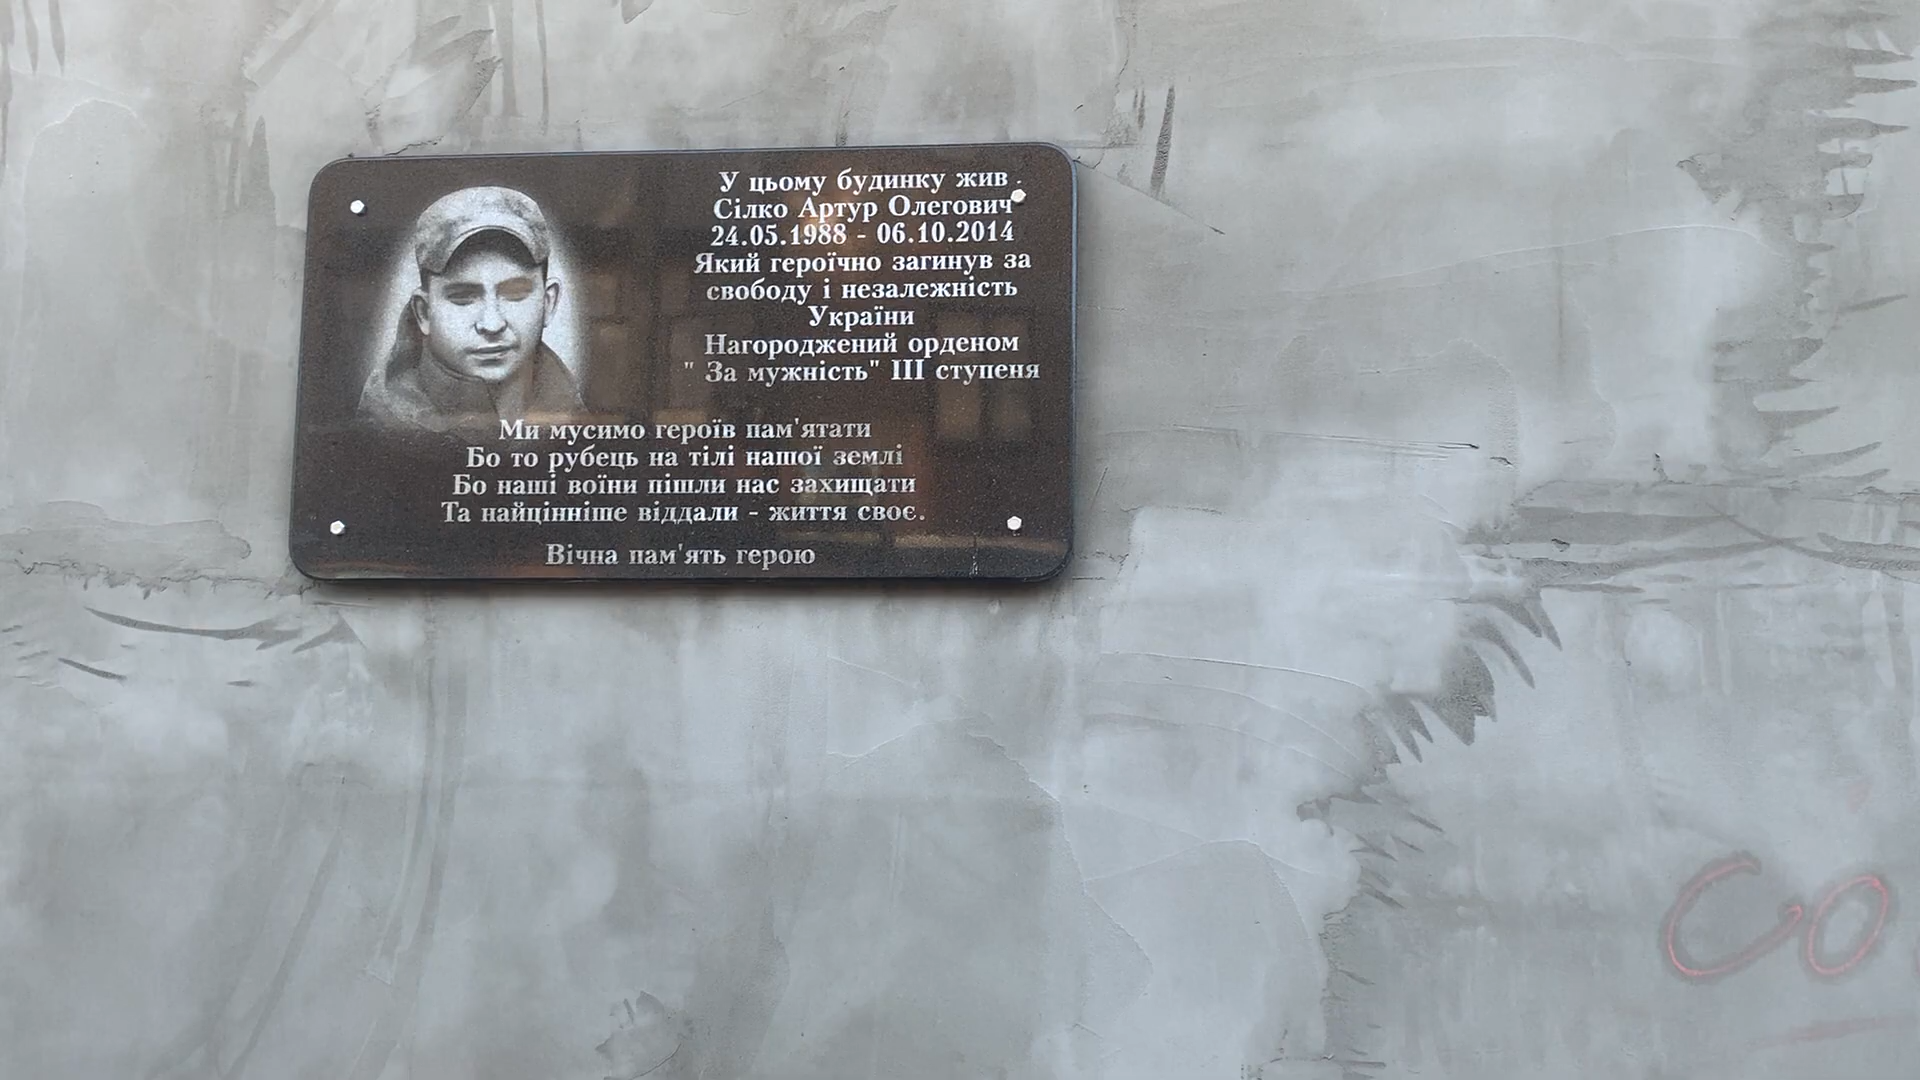 У цьому будинку жив
Сілко Артур Олегович
24.05.1988 - 06.10.2014
Який героїчно загинув за
свободу і незалежність
України
Нагороджений орденом
" За мужність" ІІІ ступеня
Ми мусимо героїв пам'ятати
Бо то рубець на тілі нашої землі
Бо наші воїни пішли нас захищати
Та найцінніше віддали - життя своє.
Вічна пам'ять герою